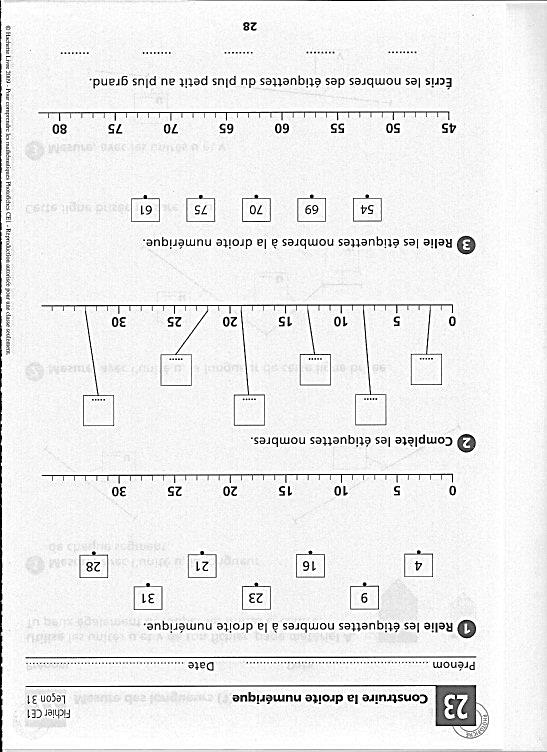 PHOTOFICHE
23
Construire la droite numérique
Fichier CE1
Leçon 31
Prénom Date
1 Relie les étiquettes nombres à la droite numérique.
9 23 31
4 16 21 28
0 5 10 15 20 25 30
2 Complète les étiquettes nombres.
0 5 10 15 20 25 30
3 Relie les étiquettes nombres à la droite numérique.
54 69 70 75 61
45 50 55 60 65 70 75 80
Écris les nombres des étiquettes du plus petit au plus grand.
28
© Hachette Livre 2009 - Pour comprendre les mathématiques Photofiches CE1 - Reproduction autorisée pour une classe seulement.